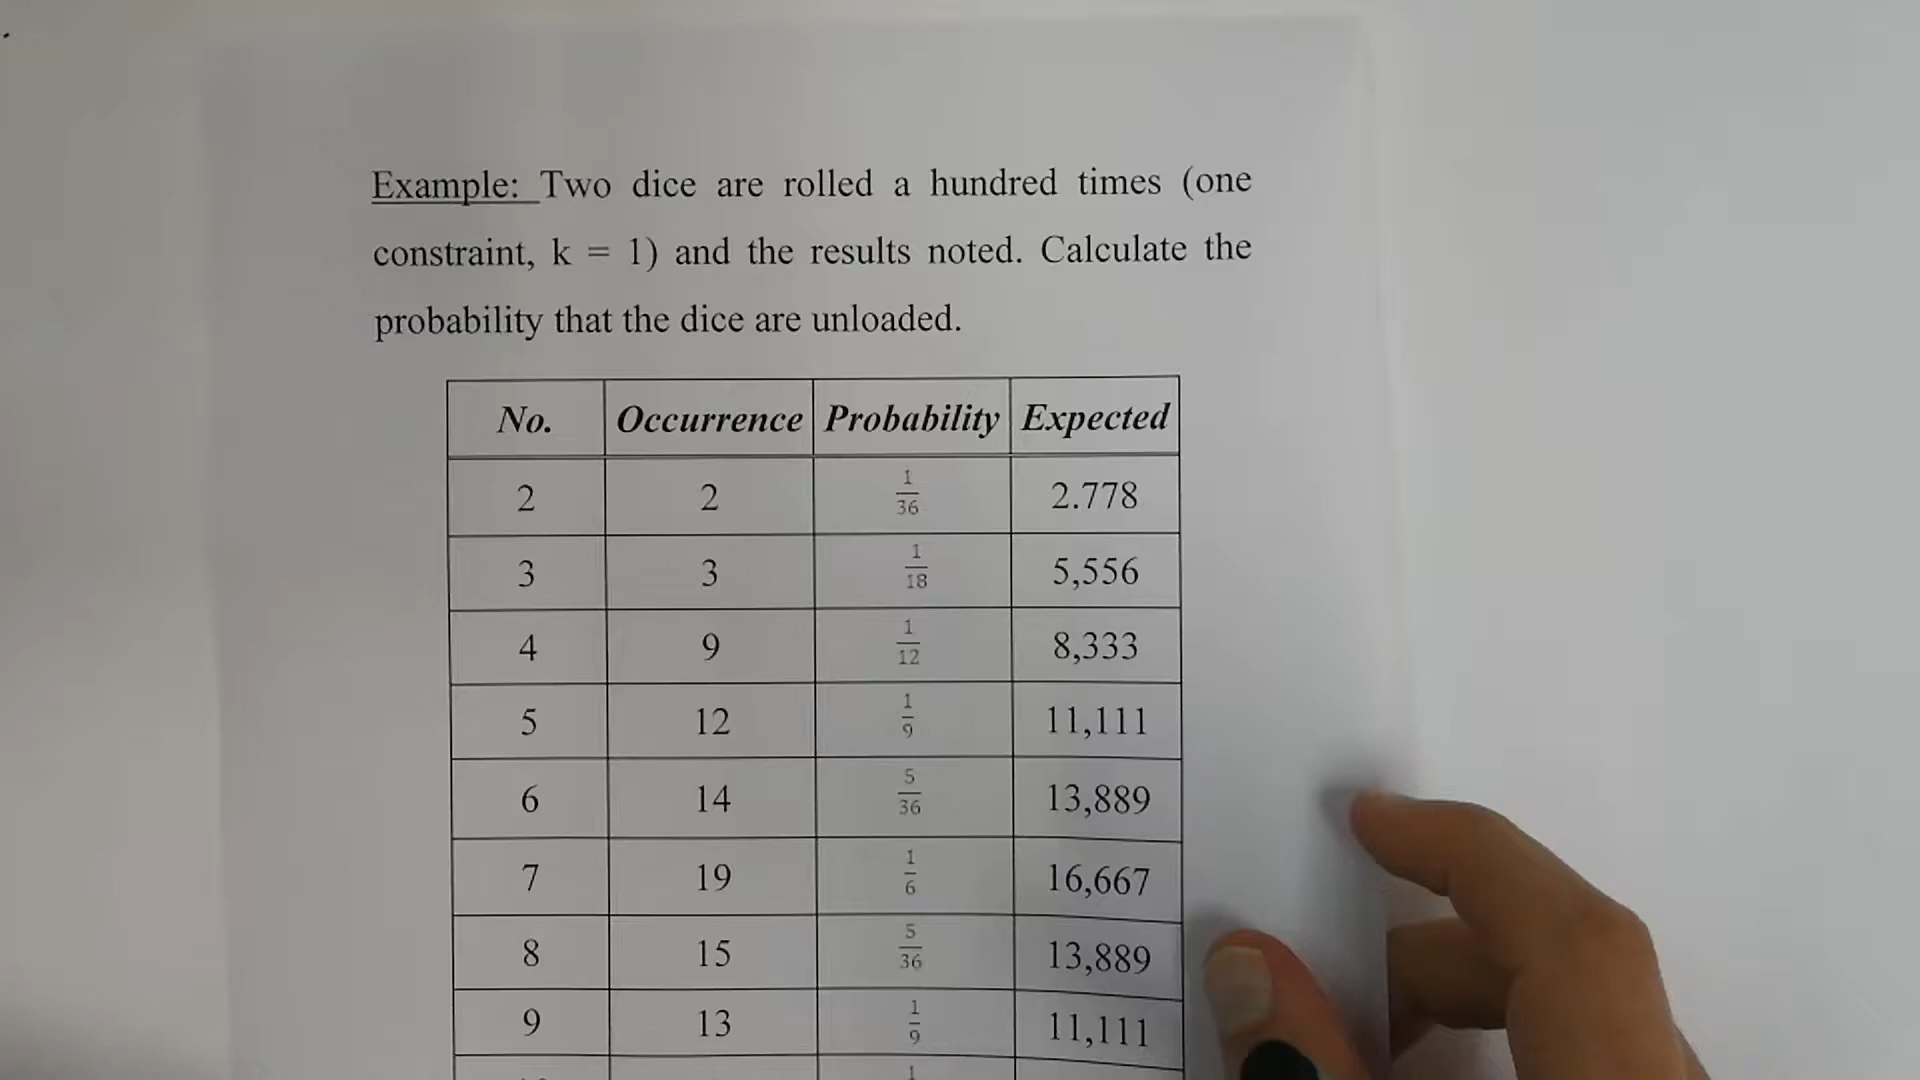 Example: Two dice are rolled a hundred times (one
constraint, k = 1) and the results noted. Calculate the
probability that the dice are unloaded.
No. Occurrence Probability Expected
2 2 1/36 2.778
3 3 1/18 5,556
4 9 1/12 8,333
5 12 1/9 11,111
6 14 5/36 13,889
7 19 1/6 16,667
8 15 5/36 13,889
9 13 1/9 11,111